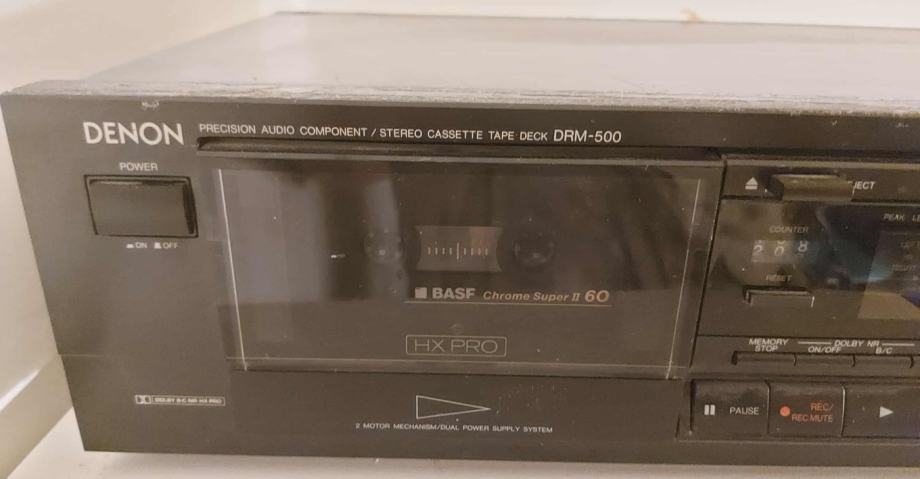 DENON PRECISION AUDIO COMPONENT / STEREO CASSETTE TAPE DECK DRM-500
POWER
ON OFF
BASF Chrome Super II 60
HX PRO
DOLBY B·C NR HX PRO
2 MOTOR MECHANISM/DUAL POWER SUPPLY SYSTEM
EJECT
PEAK
COUNTER
208
RESET
MEMORY STOP
DOLBY NR
ON/OFF
B/C
PAUSE
REC/
REC MUTE